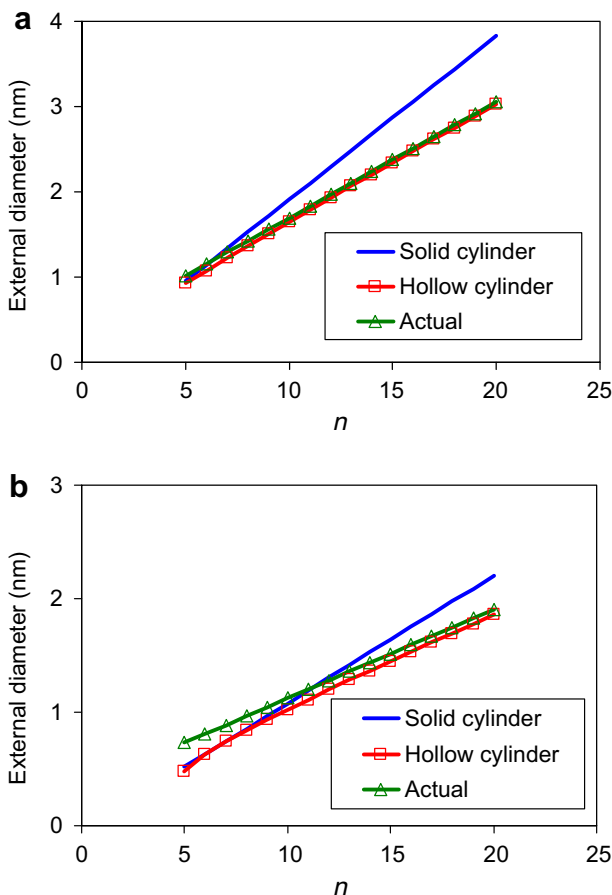 a
External diameter (nm)
4
3
2
1
0
Solid cylinder
Hollow cylinder
Actual
0 5 10 15 20 25
n
b
External diameter (nm)
3
2
1
0
Solid cylinder
Hollow cylinder
Actual
0 5 10 15 20 25
n